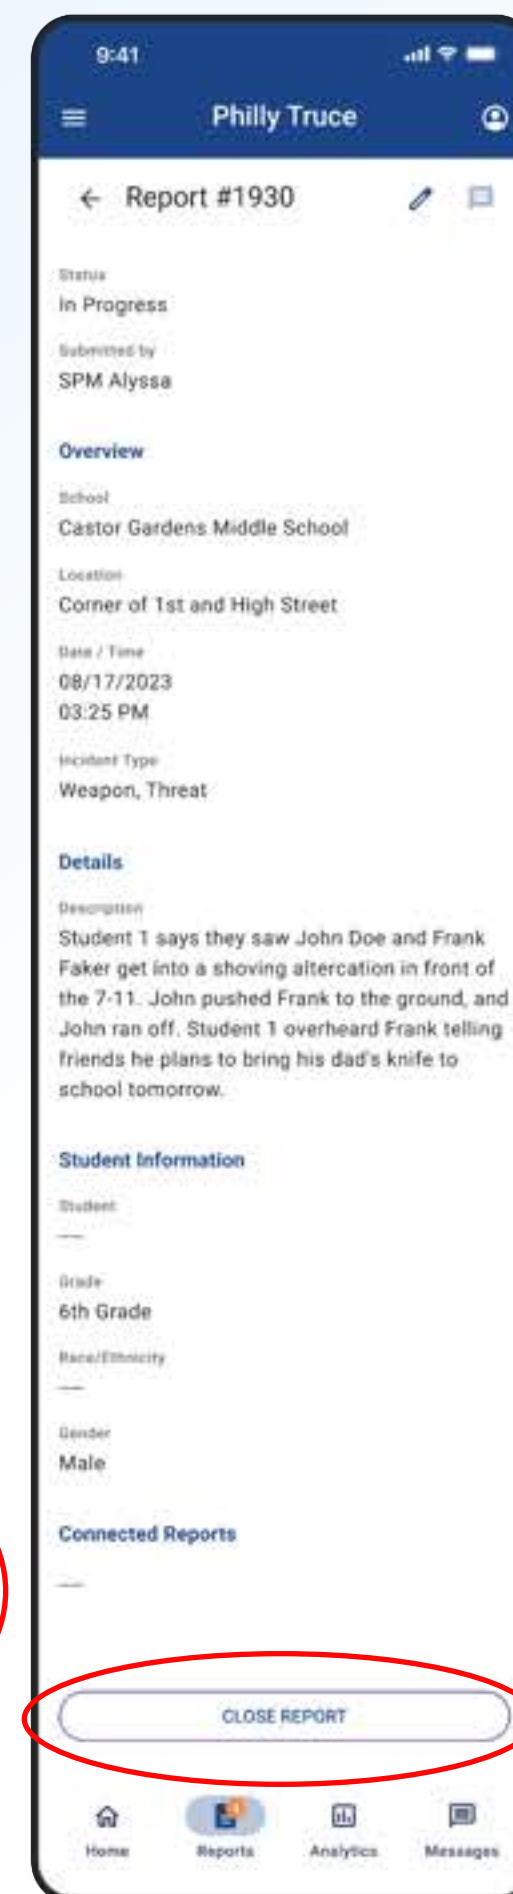 9:41
Philly Truce
Report #1930
Status
In Progress
Submitted by
SPM Alyssa
Overview
School
Castor Gardens Middle School
Location
Corner of 1st and High Street
Date / Time
08/17/2023
03:25 PM
Incident Type
Weapon, Threat
Details
Description
Student 1 says they saw John Doe and Frank
Faker get into a shoving altercation in front of
the 7-11. John pushed Frank to the ground, and
John ran off. Student 1 overheard Frank telling
friends he plans to bring his dad's knife to
school tomorrow.
Student Information
Student
---
Grade
6th Grade
Race/Ethnicity
---
Gender
Male
Connected Reports
---
CLOSE REPORT
Home
Reports
Analytics
Messages